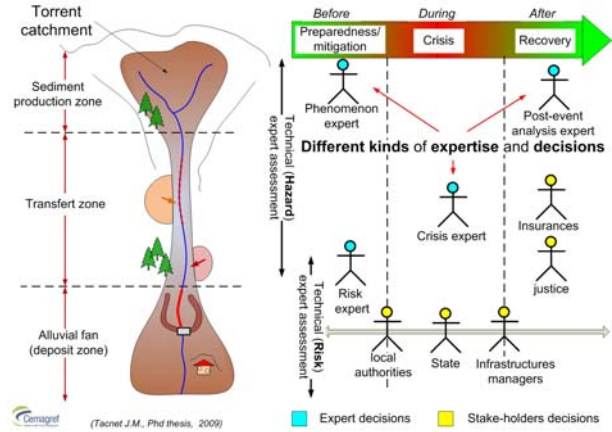 Torrent
catchment
Sediment
production zone
Transfert zone
Alluvial fan
(deposit zone)
Cemagref
(Tacnet J.M., Phd thesis, 2009)
Technical (Hazard)
expert assessment
Technical (Risk)
expert assessment
Before
During
After
Preparedness/
mitigation
Crisis
Recovery
Phenomenon
expert
Post-event
analysis expert
Different kinds of expertise and decisions
Crisis expert
Insurances
justice
Risk
expert
local
authorities
State
Infrastructures
managers
Expert decisions
Stake-holders decisions